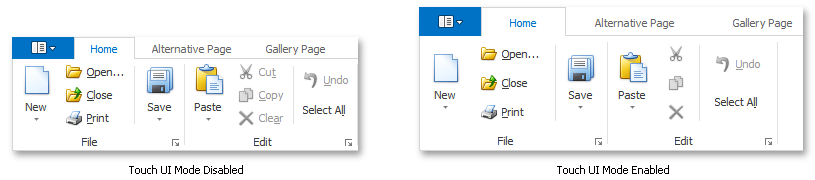 Home Alternative Page Gallery Page
New
Open...
Close
Print
Save
Paste
Cut
Copy
Clear
Undo
Select All
File Edit
Touch UI Mode Disabled
Home Alternative Page Gallery Page
New
Open...
Close
Print
Save
Paste
Undo
Select All
File Edit
Touch UI Mode Enabled